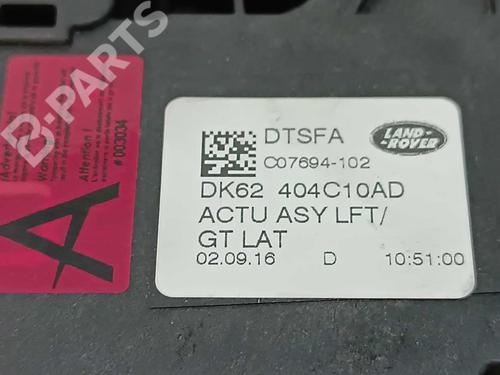 B-PARTS
DTSFA
LAND-
ROVER
C07694-102
DK62 404C10AD
ACTU ASY LFT/
GT LAT
02.09.16 D 10:51:00
Attention !
#003034
A